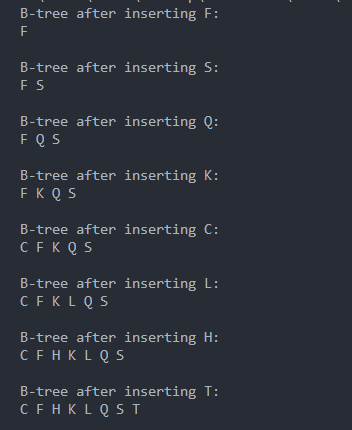 B-tree after inserting F:
F
B-tree after inserting S:
F S
B-tree after inserting Q:
F Q S
B-tree after inserting K:
F K Q S
B-tree after inserting C:
C F K Q S
B-tree after inserting L:
C F K L Q S
B-tree after inserting H:
C F H K L Q S
B-tree after inserting T:
C F H K L Q S T